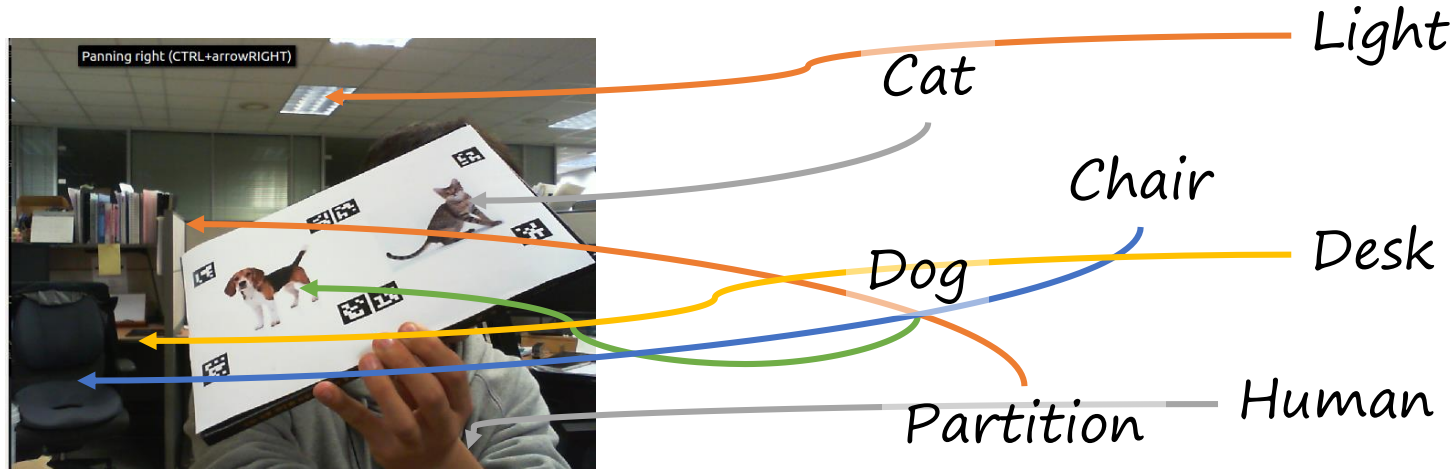 Panning right (CTRL+arrowRIGHT)
Light
Cat
Chair
Dog
Desk
Partition
Human